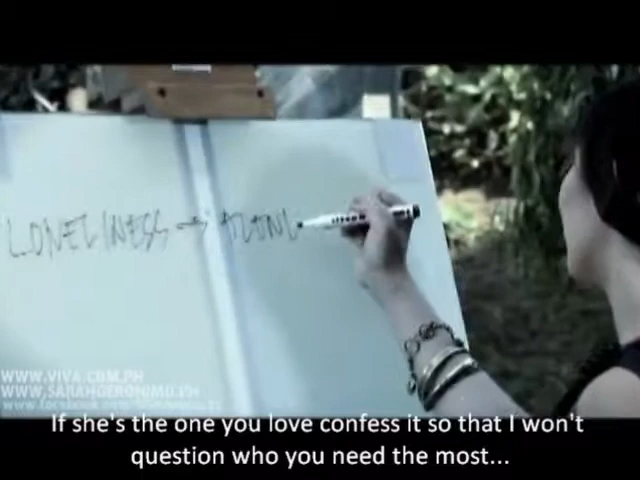 LONELINESS → ALON
WWW.VIVA.COM.PH
WWW.SARAHGERONIMO.PH
If she's the one you love confess it so that I won't
question who you need the most...